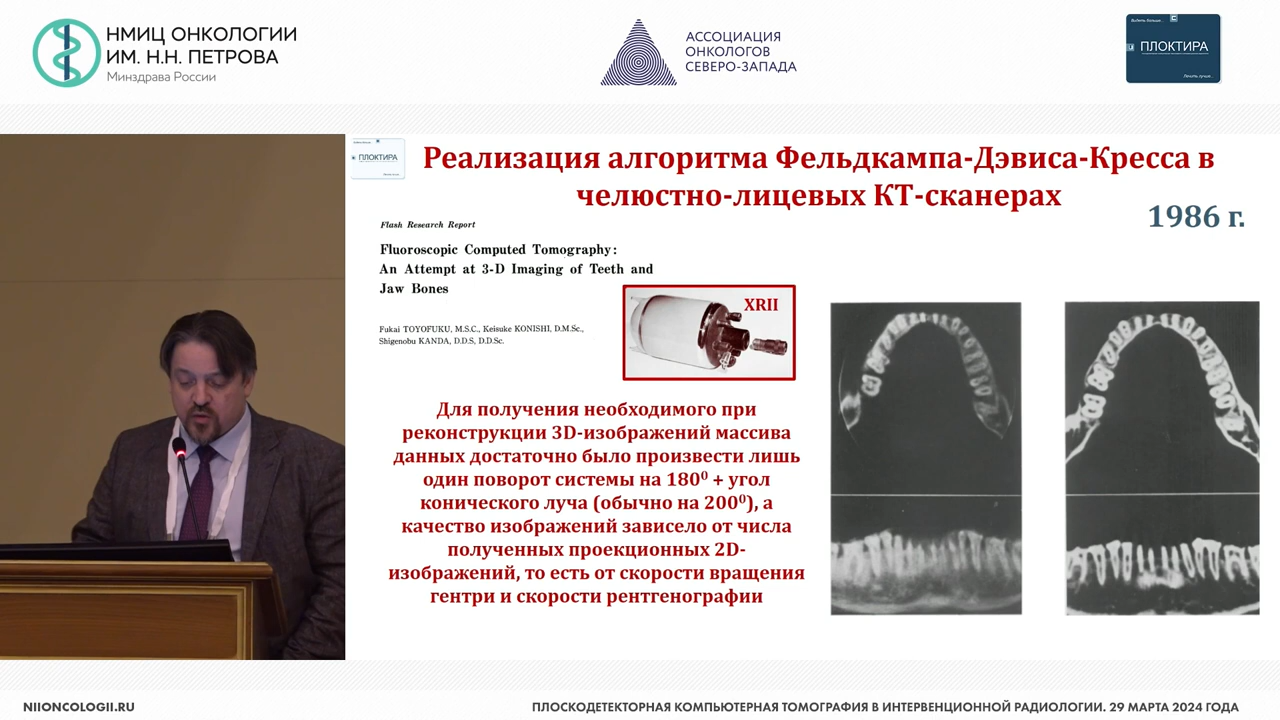 НМИЦ ОНКОЛОГИИ
ИМ. Н.Н. ПЕТРОВА
Минздрава России
АССОЦИАЦИЯ
ОНКОЛОГОВ
СЕВЕРО-ЗАПАДА
Видеть больше...
ПЛОКТИРА
Лечить лучше...
ПЛОКТИРА
Реализация алгоритма Фельдкампа-Дэвиса-Кресса в
челюстно-лицевых КТ-сканерах
1986 г.
Flash Research Report
Fluoroscopic Computed Tomography:
An Attempt at 3-D Imaging of Teeth and
Jaw Bones
Fukai TOYOFUKU, M.S.C., Keisuke KONISHI, D.M.Sc.,
Shigenobu KANDA, D.D.S, D.D.Sc.
XRII
Для получения необходимого при
реконструкции 3D-изображений массива
данных достаточно было произвести лишь
один поворот системы на 180⁰ + угол
конического луча (обычно на 200⁰), а
качество изображений зависело от числа
полученных проекционных 2D-
изображений, то есть от скорости вращения
гентри и скорости рентгенографии
NIIONCOLOGII.RU
ПЛОСКОДЕТЕКТОРНАЯ КОМПЬЮТЕРНАЯ ТОМОГРАФИЯ В ИНТЕРВЕНЦИОННОЙ РАДИОЛОГИИ. 29 МАРТА 2024 ГОДА